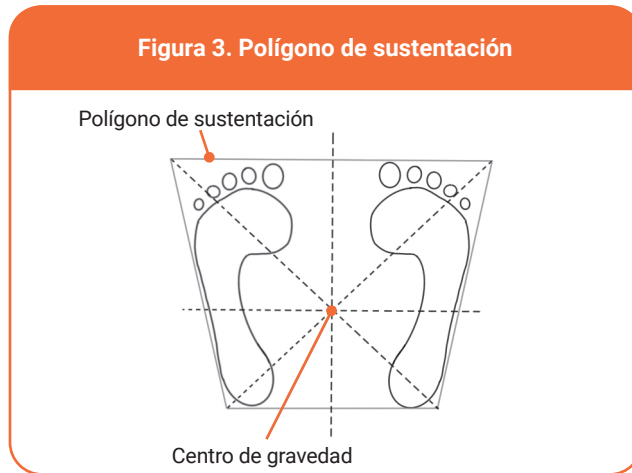 Figura 3. Polígono de sustentación
Polígono de sustentación
Centro de gravedad